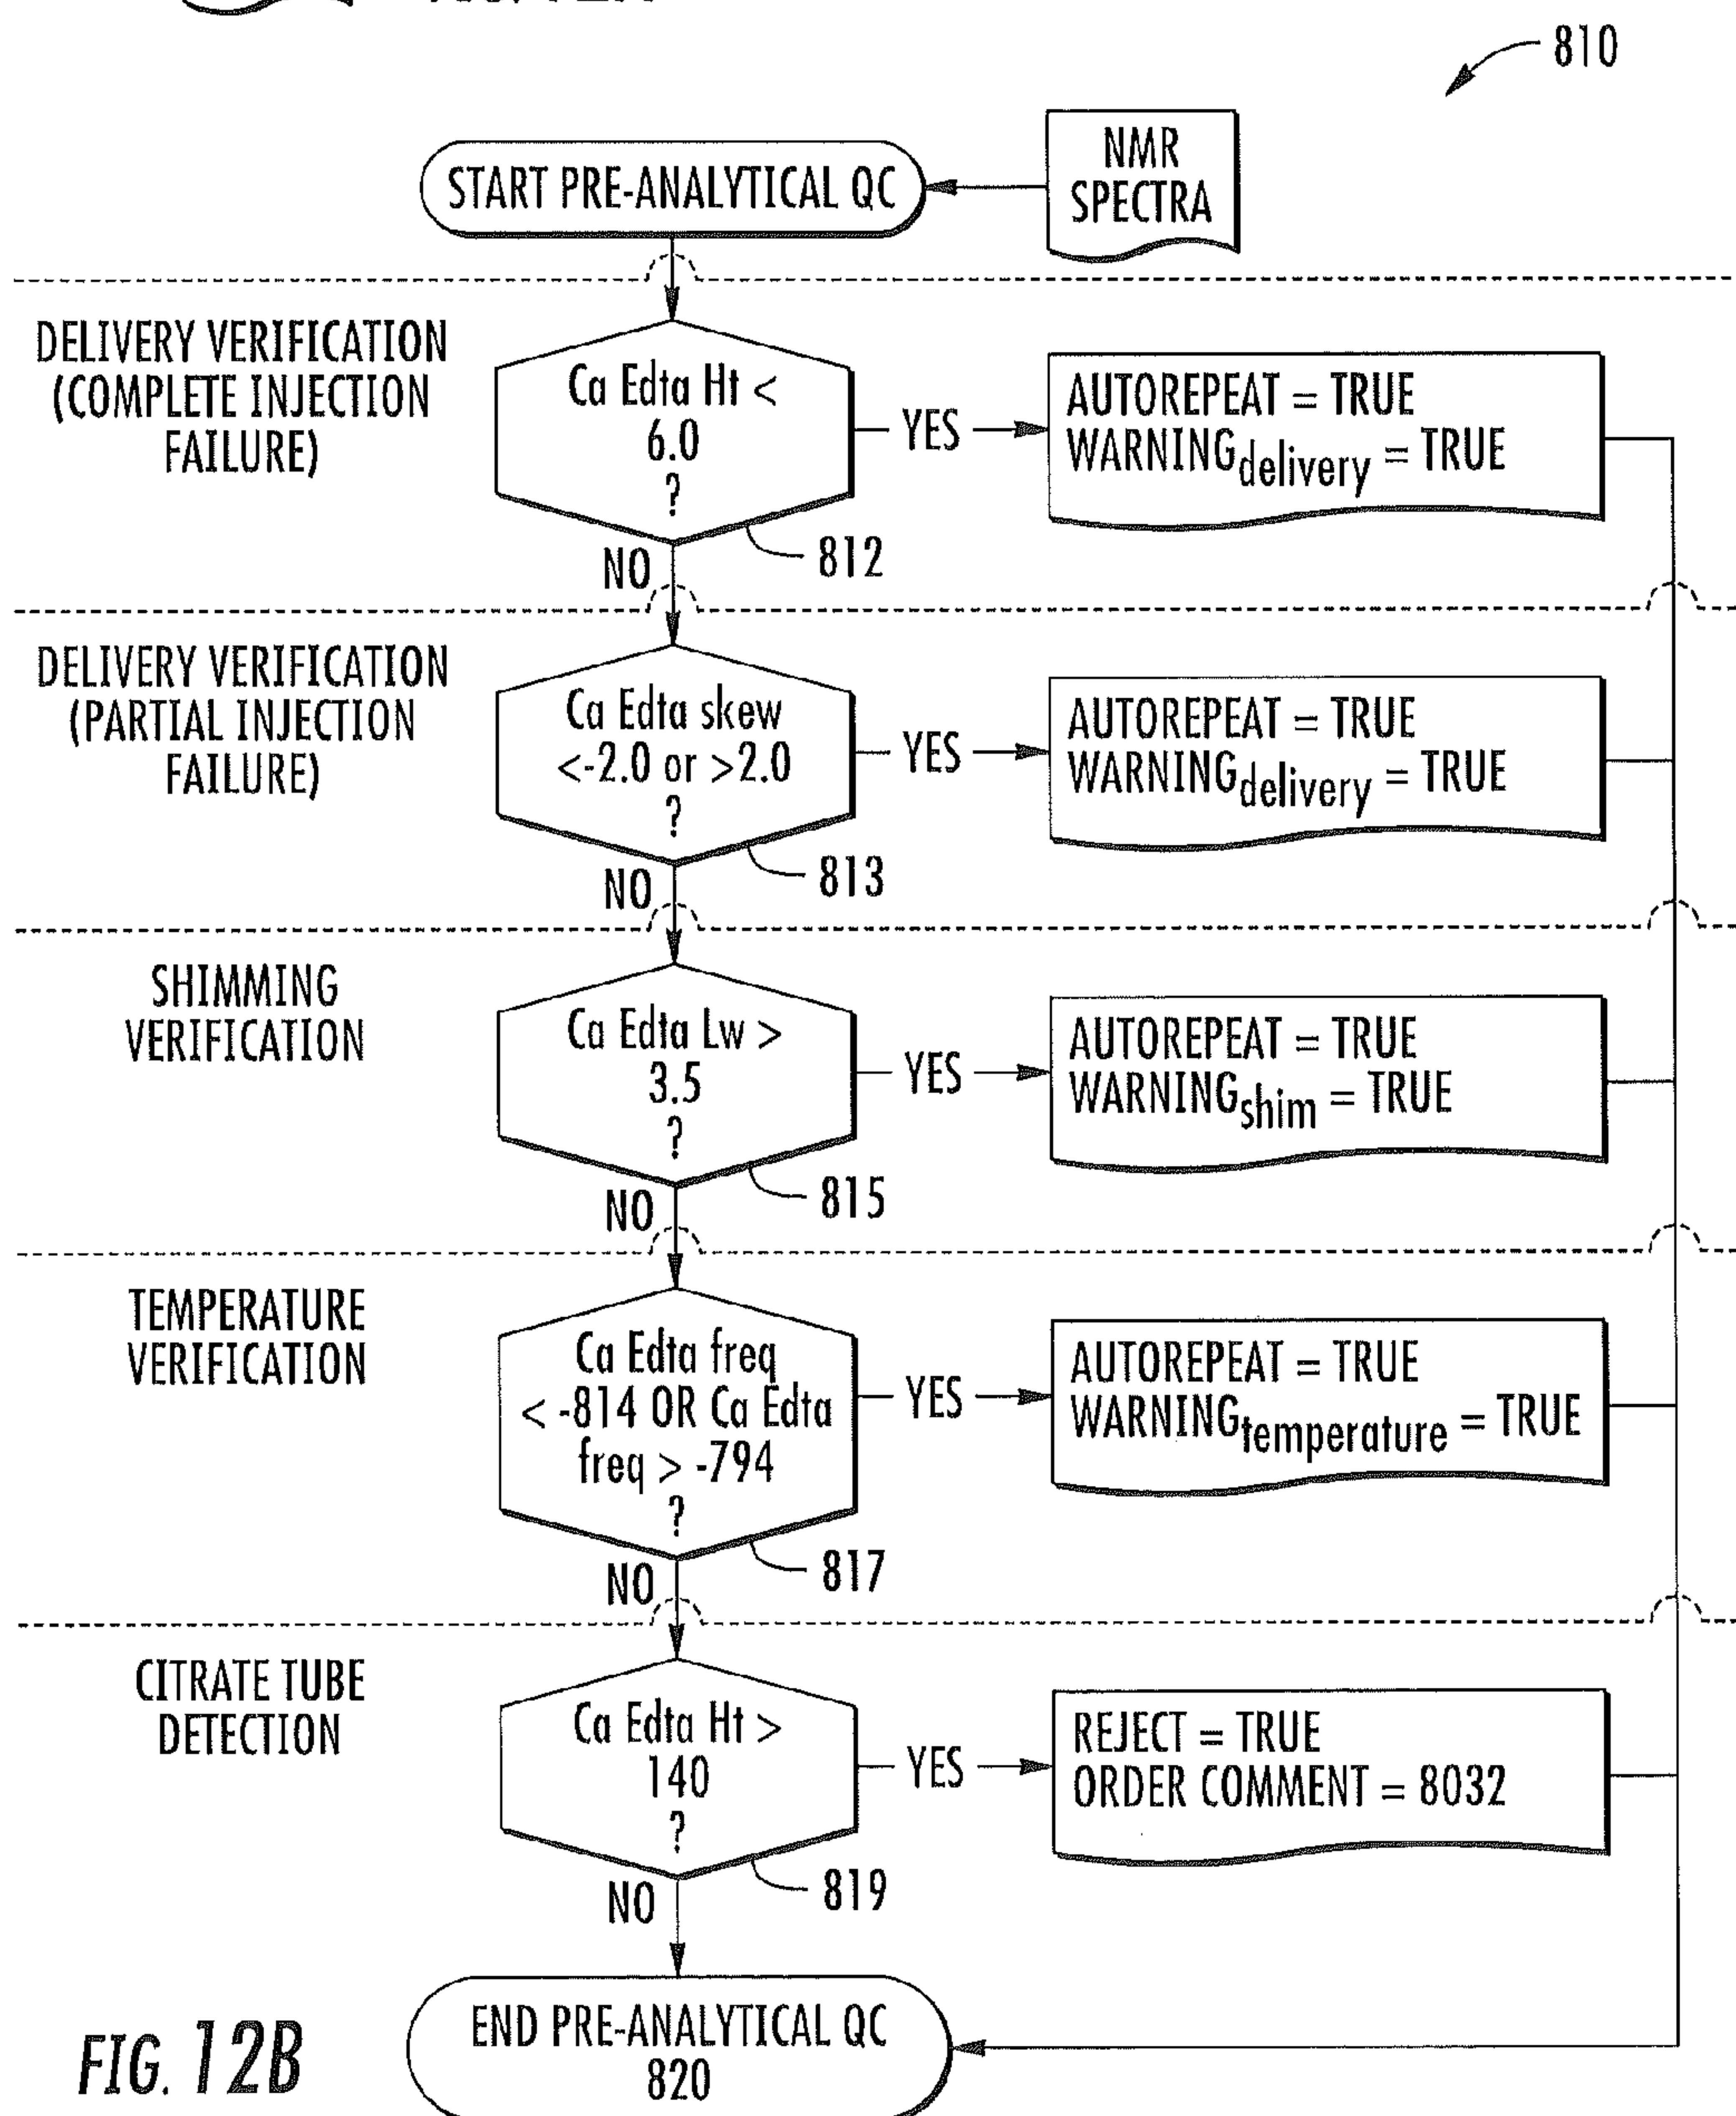 810
START PRE-ANALYTICAL QC
NMR
SPECTRA
DELIVERY VERIFICATION
(COMPLETE INJECTION
FAILURE)
Ca Edta Ht <
6.0
?
YES
AUTOREPEAT = TRUE
WARNINGdelivery = TRUE
812
NO
DELIVERY VERIFICATION
(PARTIAL INJECTION
FAILURE)
Ca Edta skew
<-2.0 or >2.0
?
YES
AUTOREPEAT = TRUE
WARNINGdelivery = TRUE
813
NO
SHIMMING
VERIFICATION
Ca Edta Lw >
3.5
?
YES
AUTOREPEAT = TRUE
WARNINGshim = TRUE
815
NO
TEMPERATURE
VERIFICATION
Ca Edta freq
< -814 OR Ca Edta
freq > -794
?
YES
AUTOREPEAT = TRUE
WARNINGtemperature = TRUE
817
NO
CITRATE TUBE
DETECTION
Ca Edta Ht >
140
?
YES
REJECT = TRUE
ORDER COMMENT = 8032
819
NO
END PRE-ANALYTICAL QC
820
FIG. 12B